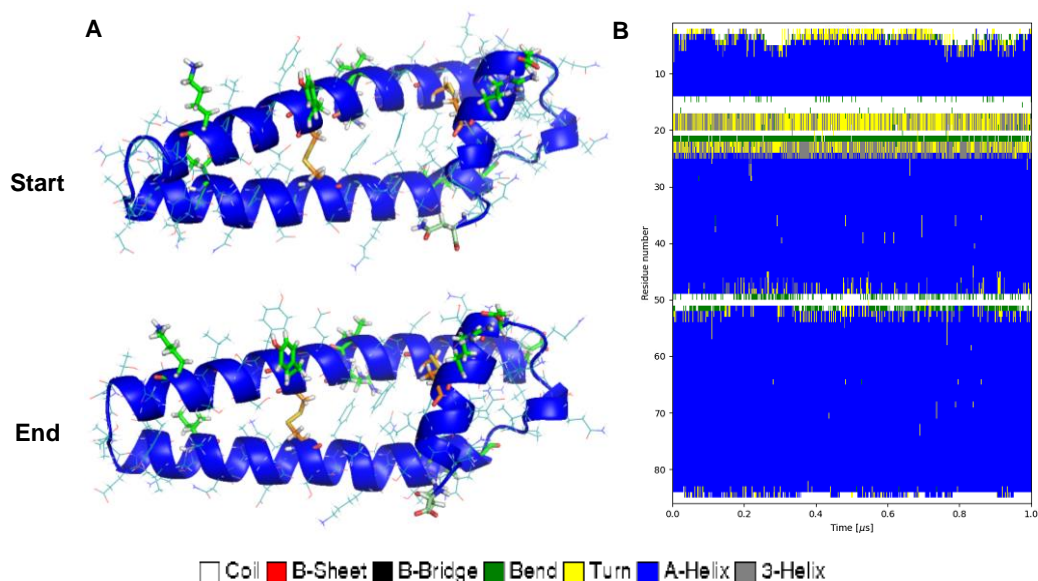 A
B
Start
End
10
20
30
40
50
60
70
80
Residue number
0.0 0.2 0.4 0.6 0.8 1.0
Time [μs]
Coil B-Sheet B-Bridge Bend Turn A-Helix 3-Helix